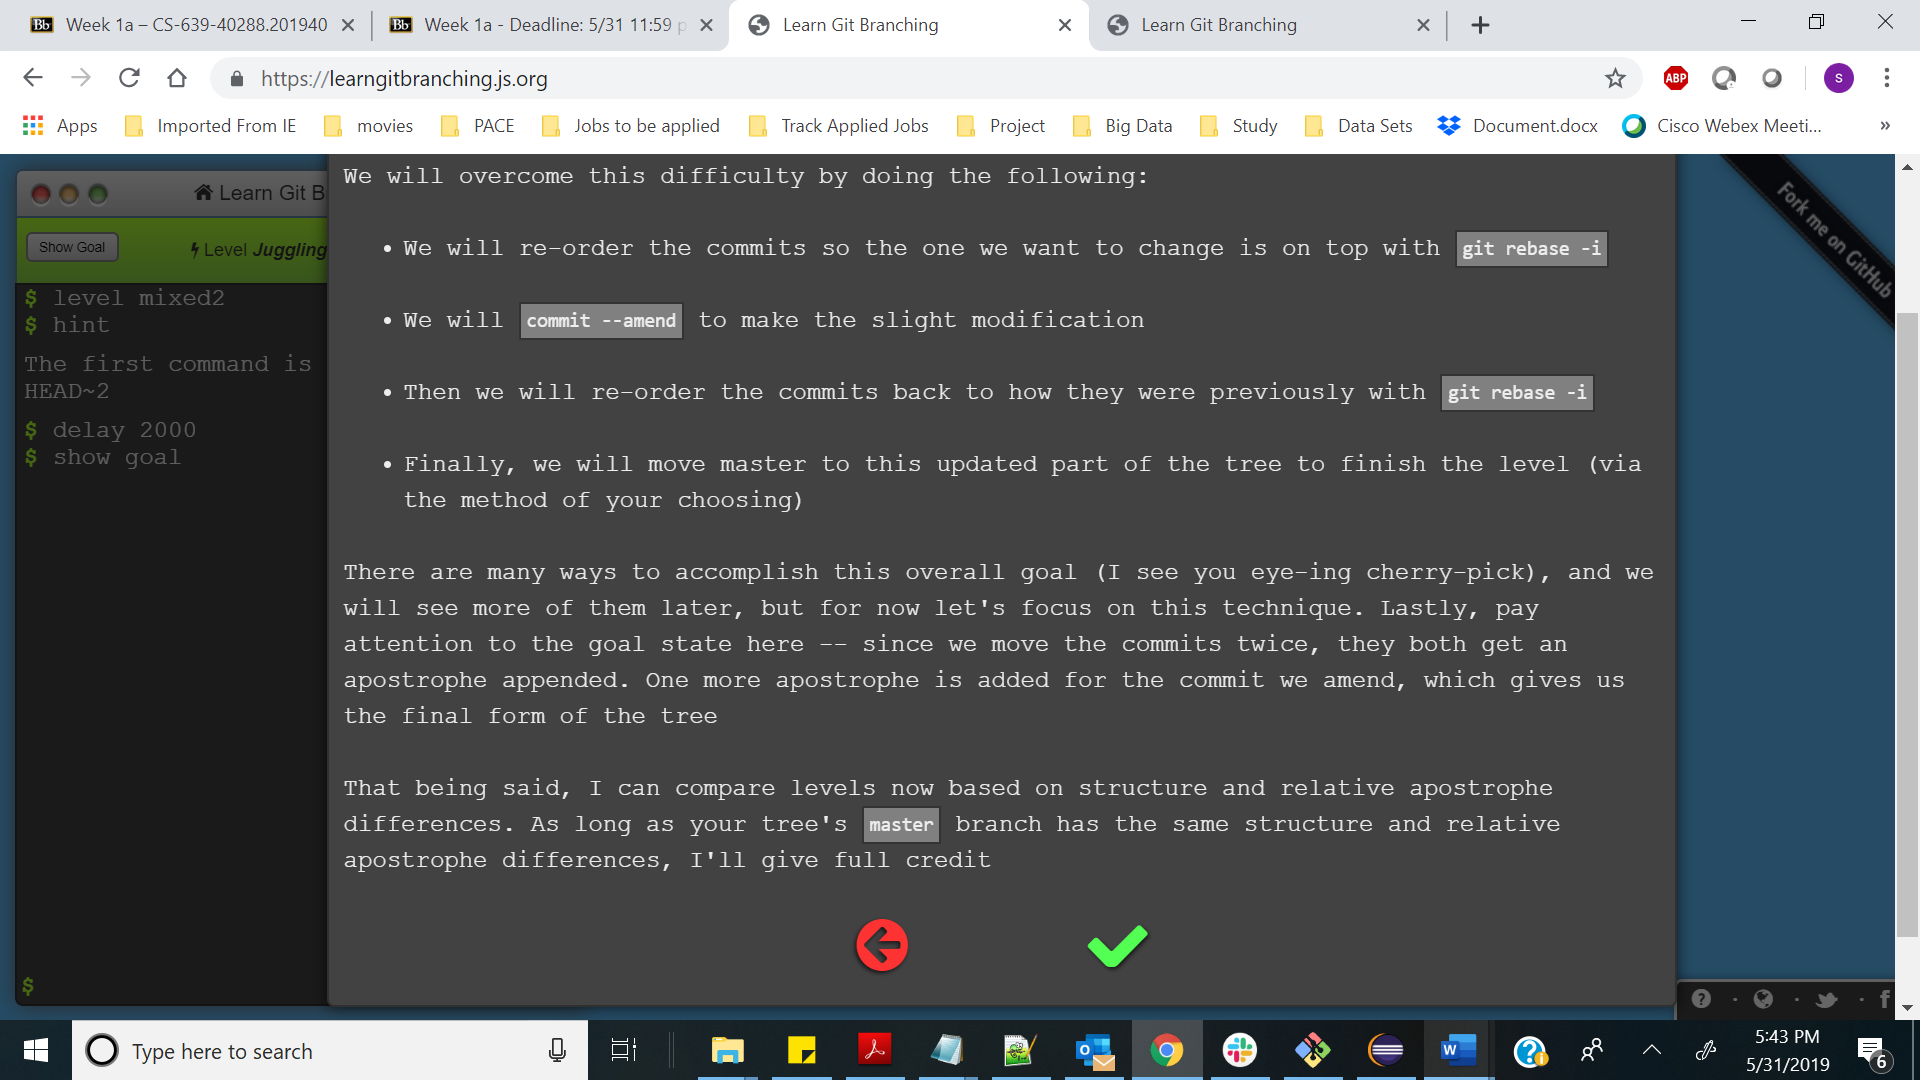 Week 1a – CS-639-40288.201940
Week 1a - Deadline: 5/31 11:59 p
Learn Git Branching
Learn Git Branching
https://learngitbranching.js.org
ABP
s
Apps
Imported From IE
movies
PACE
Jobs to be applied
Track Applied Jobs
Project
Big Data
Study
Data Sets
Document.docx
Cisco Webex Meeti...
»
Learn Git B
Show Goal
Level Juggling
$ level mixed2
$ hint
The first command is
HEAD~2
$ delay 2000
$ show goal
$
We will overcome this difficulty by doing the following:
• We will re-order the commits so the one we want to change is on top with git rebase -i
• We will commit --amend to make the slight modification
• Then we will re-order the commits back to how they were previously with git rebase -i
• Finally, we will move master to this updated part of the tree to finish the level (via
the method of your choosing)
There are many ways to accomplish this overall goal (I see you eye-ing cherry-pick), and we
will see more of them later, but for now let's focus on this technique. Lastly, pay
attention to the goal state here -- since we move the commits twice, they both get an
apostrophe appended. One more apostrophe is added for the commit we amend, which gives us
the final form of the tree
That being said, I can compare levels now based on structure and relative apostrophe
differences. As long as your tree's master branch has the same structure and relative
apostrophe differences, I'll give full credit
Fork me on GitHub
Type here to search
5:43 PM
5/31/2019
6